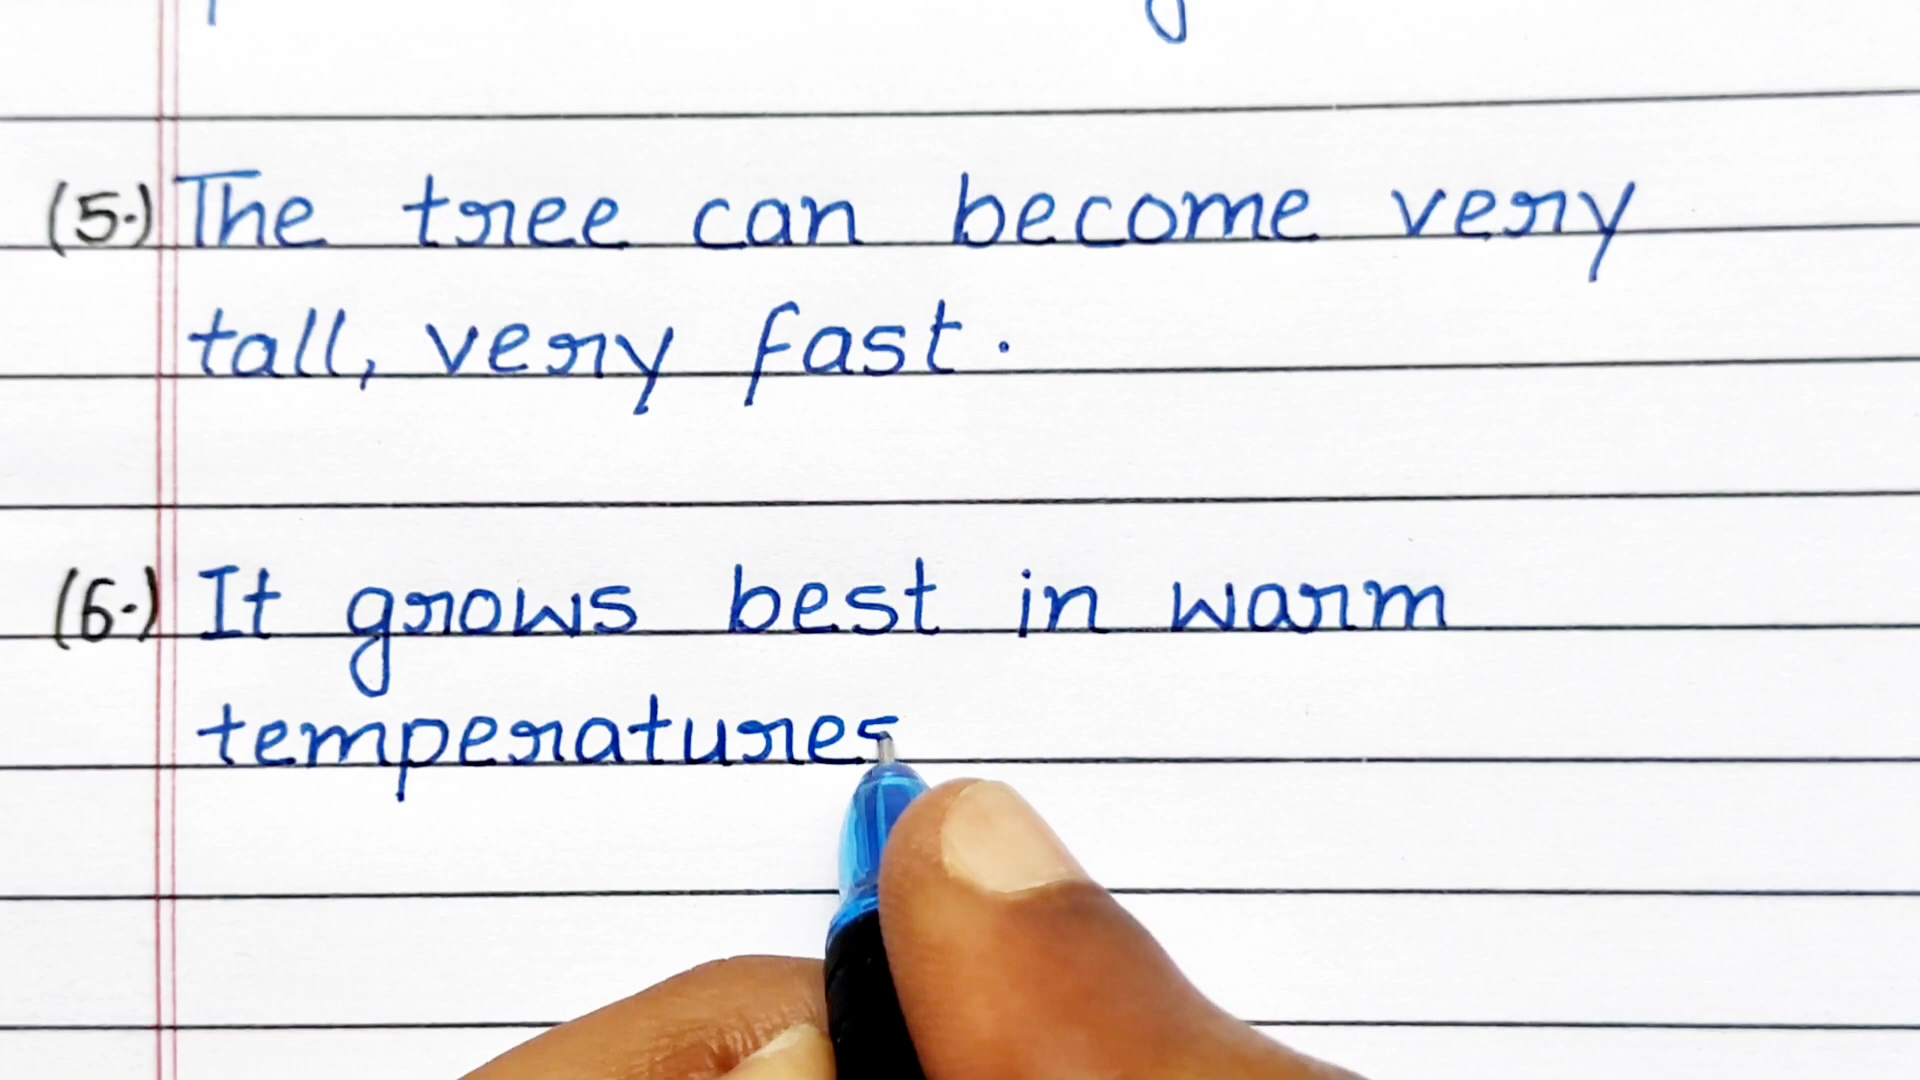 (5.) The tree can become very
tall, very fast.
(6.) It grows best in warm
temperatures